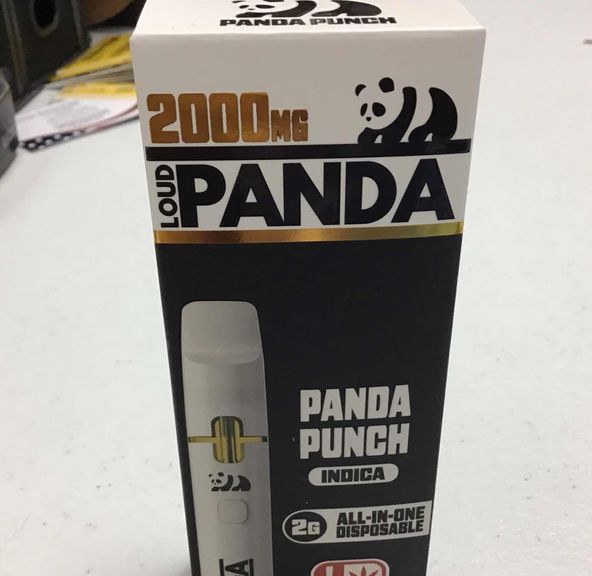 PANDA PUNCH
2000MG
LOUD
PANDA
PANDA
PUNCH
INDICA
2G
ALL-IN-ONE
DISPOSABLE
!